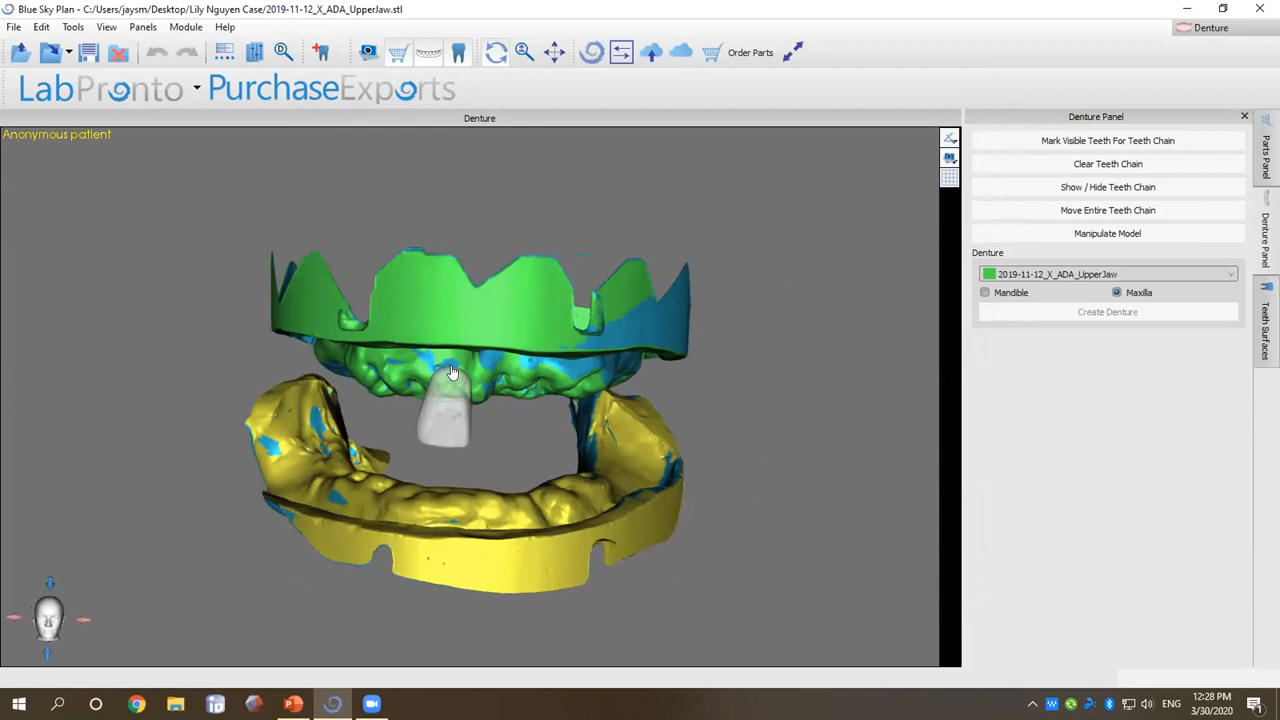 Blue Sky Plan - C:/Users/jaysm/Desktop/Lily Nguyen Case/2019-11-12_X_ADA_UpperJaw.stl
File Edit Tools View Panels Module Help
Denture
Order Parts
LabPronto PurchaseExports
Denture
Denture Panel
Anonymous patient
Mark Visible Teeth For Teeth Chain
Clear Teeth Chain
Show / Hide Teeth Chain
Move Entire Teeth Chain
Manipulate Model
Denture
2019-11-12_X_ADA_UpperJaw
Mandible Maxilla
Create Denture
Parts Panel
Denture Panel
Teeth Surfaces
12:28 PM
ENG
3/30/2020